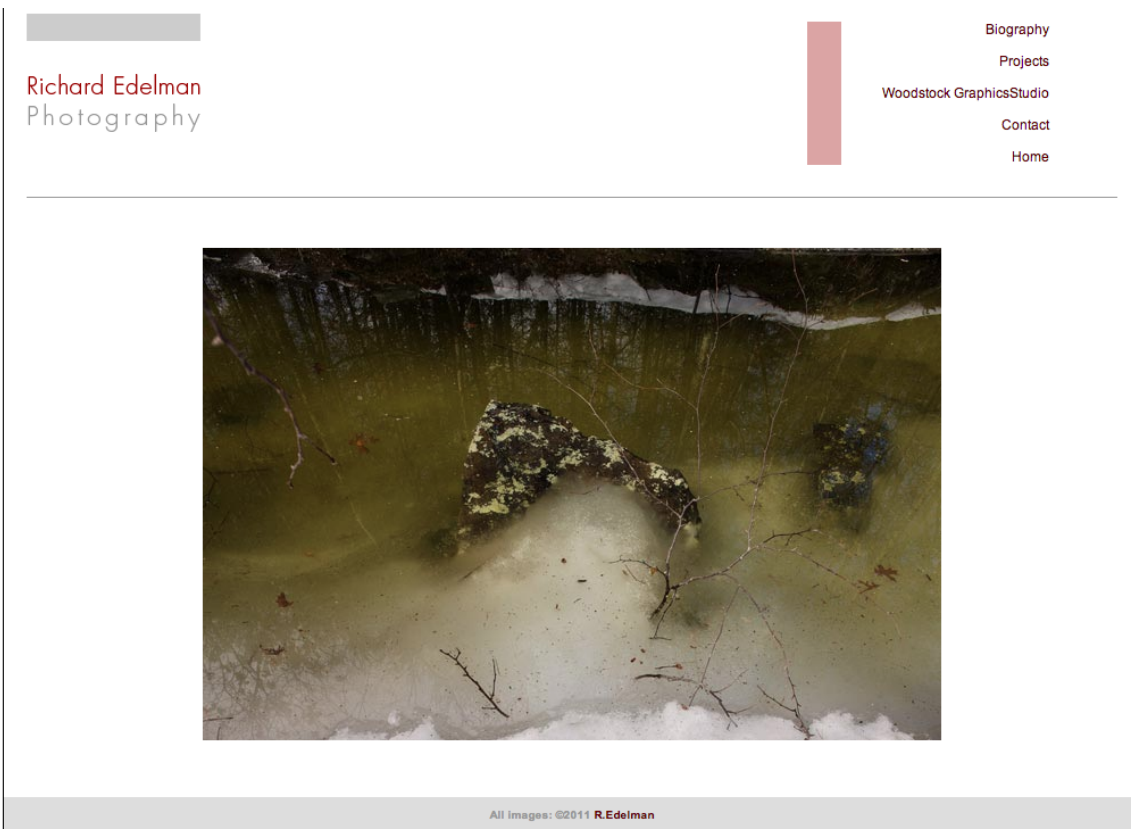 Richard Edelman
Photography
Biography
Projects
Woodstock GraphicsStudio
Contact
Home
All images: ©2011 R.Edelman